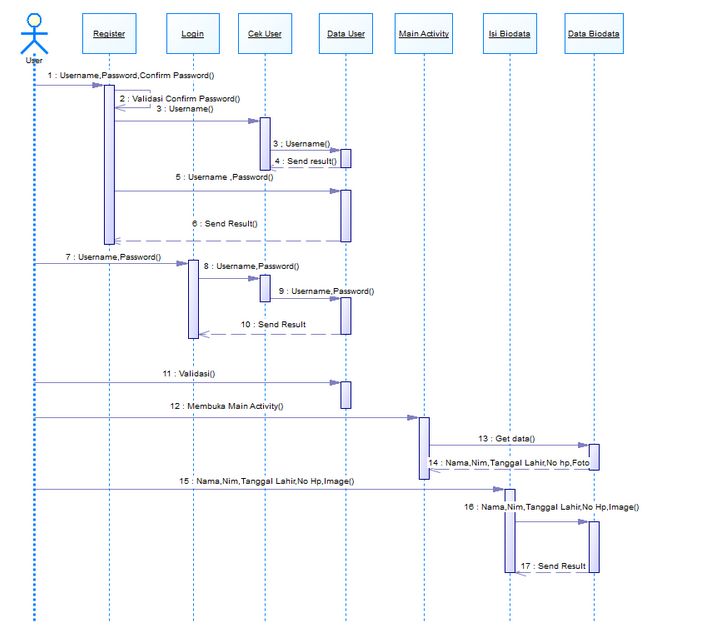 Register
Login
Cek User
Data User
Main Activity
Isi Biodata
Data Biodata
User
1 : Username,Password,Confirm Password()
2 : Validasi Confirm Password()
3 : Username()
3 : Username()
4 : Send result()
5 : Username ,Password()
6 : Send Result()
7 : Username,Password()
8 : Username,Password()
9 : Username,Password()
10 : Send Result
11 : Validasi()
12 : Membuka Main Activity()
13 : Get data()
14 : Nama,Nim,Tanggal Lahir,No hp,Foto
15 : Nama,Nim,Tanggal Lahir,No Hp,Image()
16 : Nama,Nim,Tanggal Lahir,No Hp,Image()
17 : Send Result